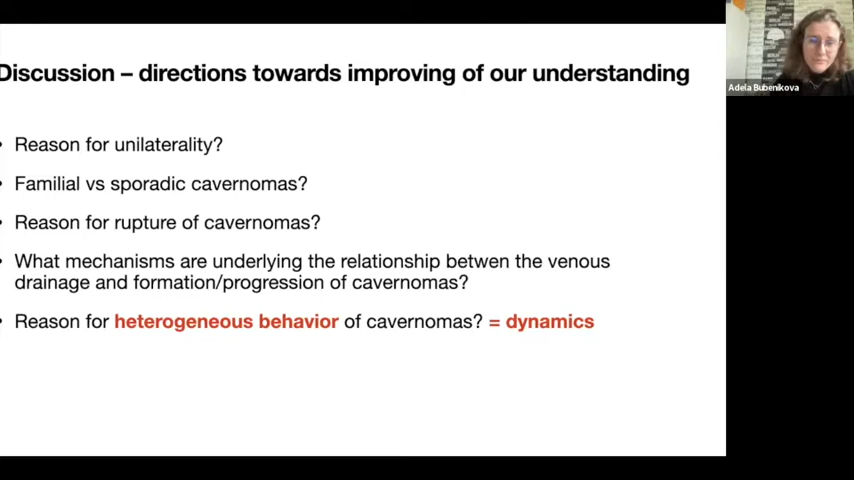 Discussion – directions towards improving of our understanding
Adela Bubenikova
• Reason for unilaterality?
• Familial vs sporadic cavernomas?
• Reason for rupture of cavernomas?
• What mechanisms are underlying the relationship betwen the venous
drainage and formation/progression of cavernomas?
• Reason for heterogeneous behavior of cavernomas? = dynamics